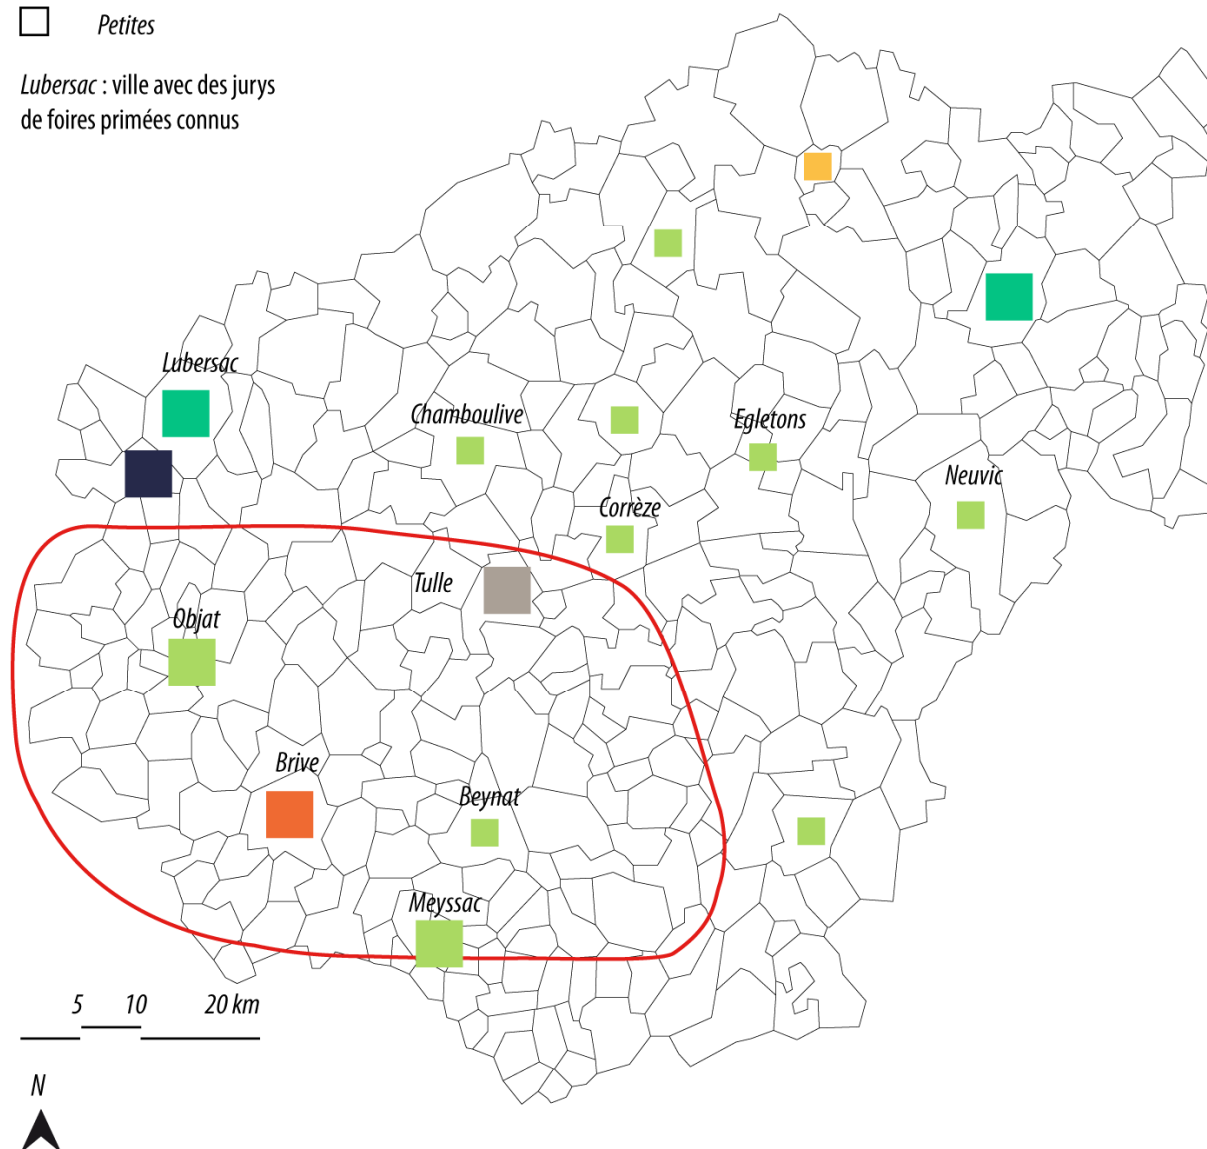 Petites
Lubersac : ville avec des jurys
de foires primées connus
Lubersac
Chamboulive
Egletons
Neuvic
Corrèze
Tulle
Objat
Brive
Beynat
Meyssac
5 10 20 km
N